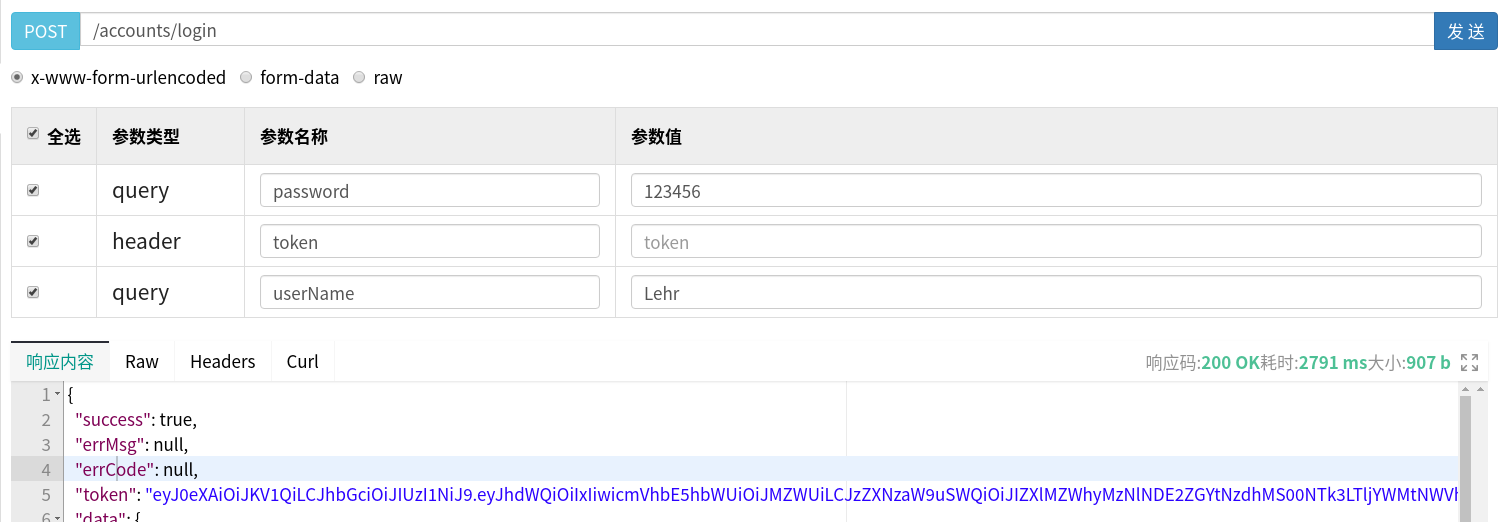 POST /accounts/login 发 送
x-www-form-urlencoded form-data raw
全选 参数类型 参数名称 参数值
query password 123456
header token token
query userName Lehr
响应内容 Raw Headers Curl 响应码:200 OK耗时:2791 ms大小:907 b
1 {
2 "success": true,
3 "errMsg": null,
4 "errCode": null,
5 "token": "eyJ0eXAiOiJKV1QiLCJhbGciOiJIUzI1NiJ9.eyJhdWQiOiIxIiwicmVhbE5hbWUiOiJMZWUiLCJzZXNzaW9uSWQiOiJIZXlMZWhyMzNlNDE2ZGYtNzdhMS00NTk3LTljYWMtNWVh
6 "data": {